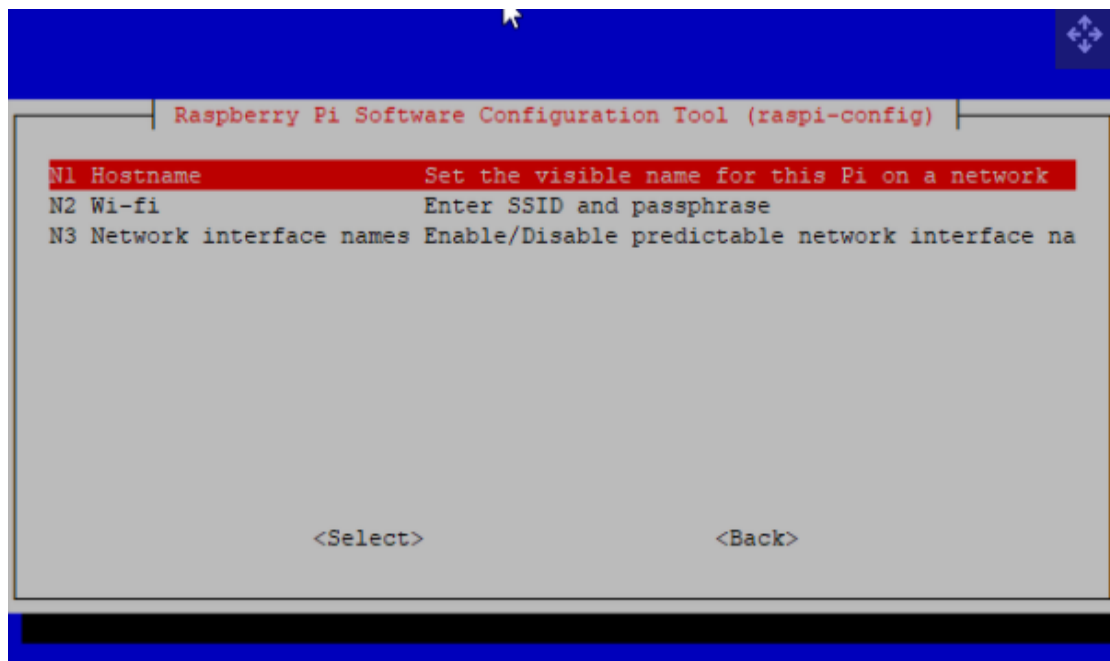 Raspberry Pi Software Configuration Tool (raspi-config)
N1 Hostname Set the visible name for this Pi on a network
N2 Wi-fi Enter SSID and passphrase
N3 Network interface names Enable/Disable predictable network interface na
<Select> <Back>